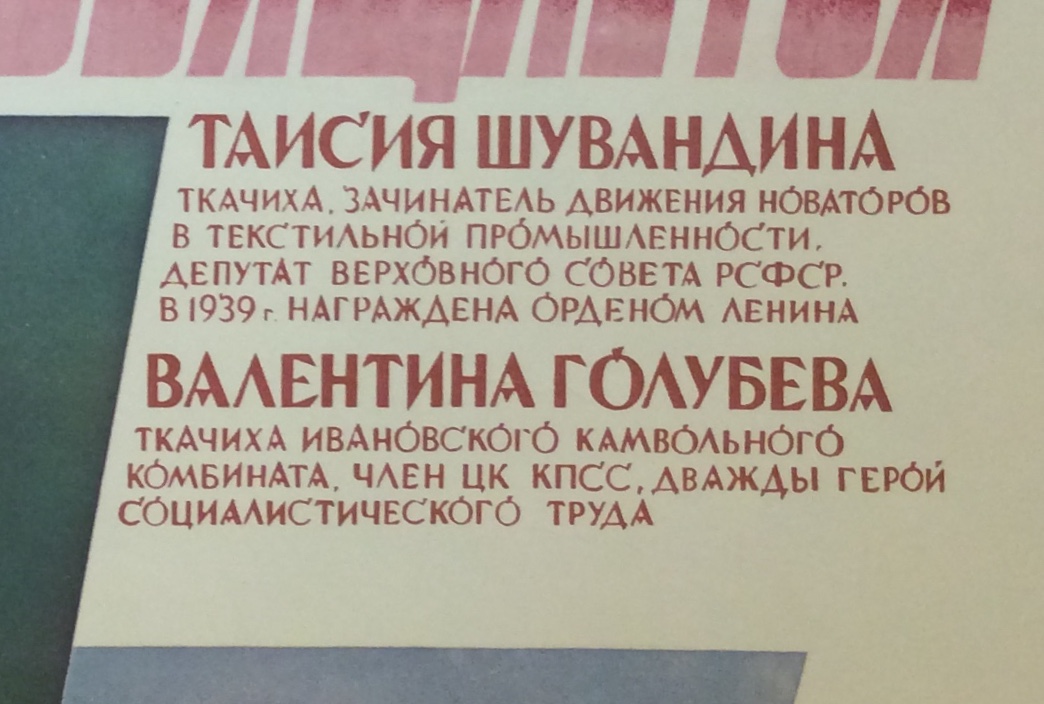 ТАИСИЯ ШУВАНДИНА
ТКАЧИХА, ЗАЧИНАТЕЛЬ ДВИЖЕНИЯ НОВАТОРОВ
В ТЕКСТИЛЬНОЙ ПРОМЫШЛЕННОСТИ,
ДЕПУТАТ ВЕРХОВНОГО СОВЕТА РСФСР.
В 1939 г. НАГРАЖДЕНА ОРДЕНОМ ЛЕНИНА
ВАЛЕНТИНА ГОЛУБЕВА
ТКАЧИХА ИВАНОВСКОГО КАМВОЛЬНОГО
КОМБИНАТА, ЧЛЕН ЦК КПСС, ДВАЖДЫ ГЕРОЙ
СОЦИАЛИСТИЧЕСКОГО ТРУДА